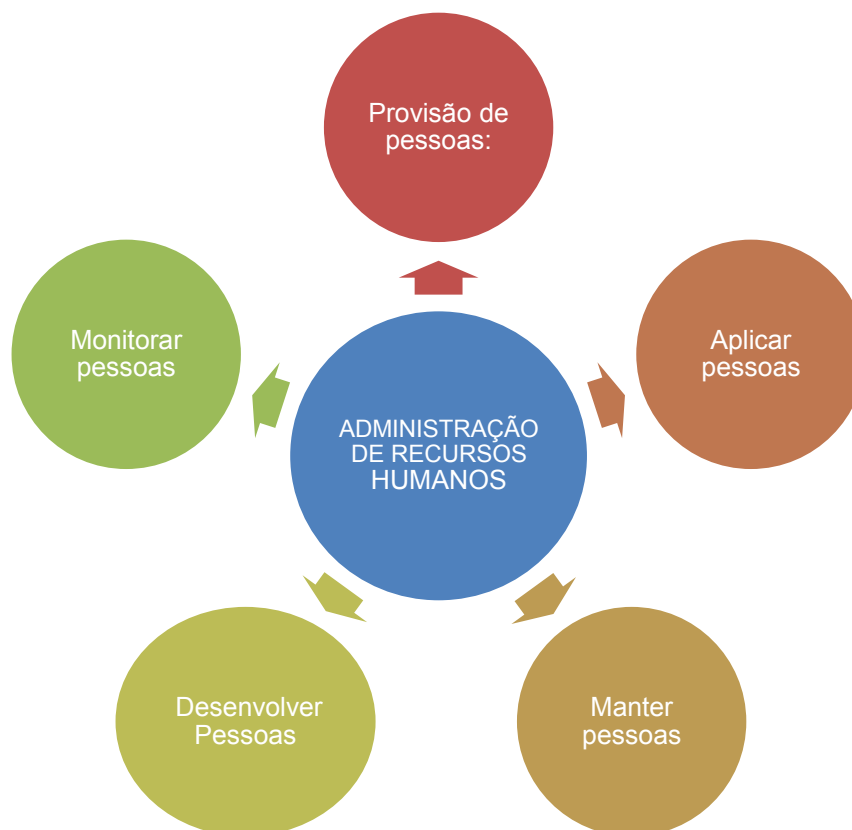 Provisão de
pessoas:
Monitorar
pessoas
Aplicar
pessoas
ADMINISTRAÇÃO
DE RECURSOS
HUMANOS
Desenvolver
Pessoas
Manter
pessoas